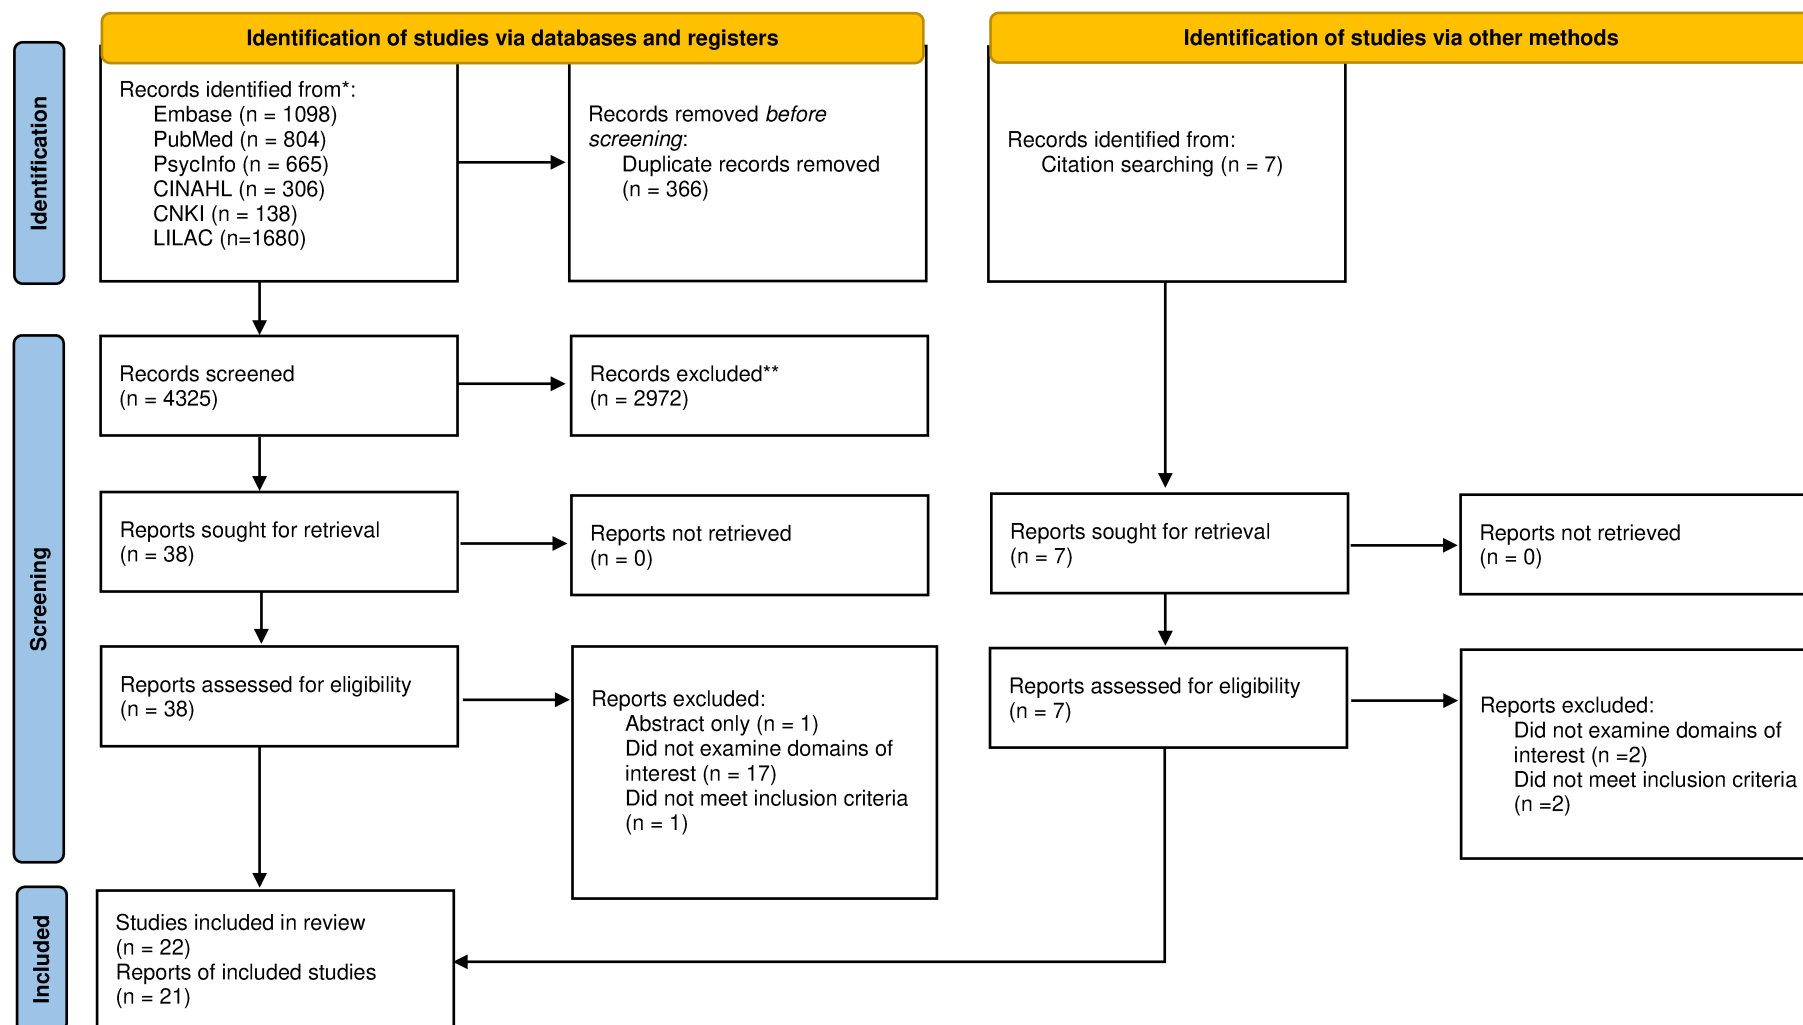 Identification of studies via databases and registers
Identification of studies via other methods
Identification
Records identified from*:
Embase (n = 1098)
PubMed (n = 804)
PsycInfo (n = 665)
CINAHL (n = 306)
CNKI (n = 138)
LILAC (n=1680)
Records removed before
screening:
Duplicate records removed
(n = 366)
Records identified from:
Citation searching (n = 7)
Screening
Records screened
(n = 4325)
Records excluded**
(n = 2972)
Reports sought for retrieval
(n = 38)
Reports not retrieved
(n = 0)
Reports sought for retrieval
(n = 7)
Reports not retrieved
(n = 0)
Reports assessed for eligibility
(n = 38)
Reports excluded:
Abstract only (n = 1)
Did not examine domains of
interest (n = 17)
Did not meet inclusion criteria
(n = 1)
Reports assessed for eligibility
(n = 7)
Reports excluded:
Did not examine domains of
interest (n =2)
Did not meet inclusion criteria
(n =2)
Included
Studies included in review
(n = 22)
Reports of included studies
(n = 21)